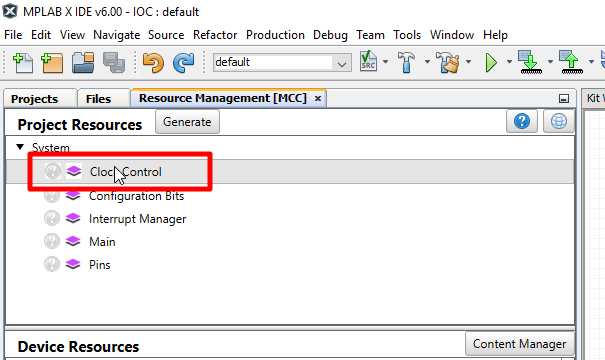 MPLAB X IDE v6.00 - IOC : default
File Edit View Navigate Source Refactor Production Debug Team Tools Window Help
default SRC
Projects Files Resource Management [MCC] ×
Project Resources Generate ? Kit
System
? Clock Control
? Configuration Bits
? Interrupt Manager
? Main
? Pins
Device Resources Content Manager